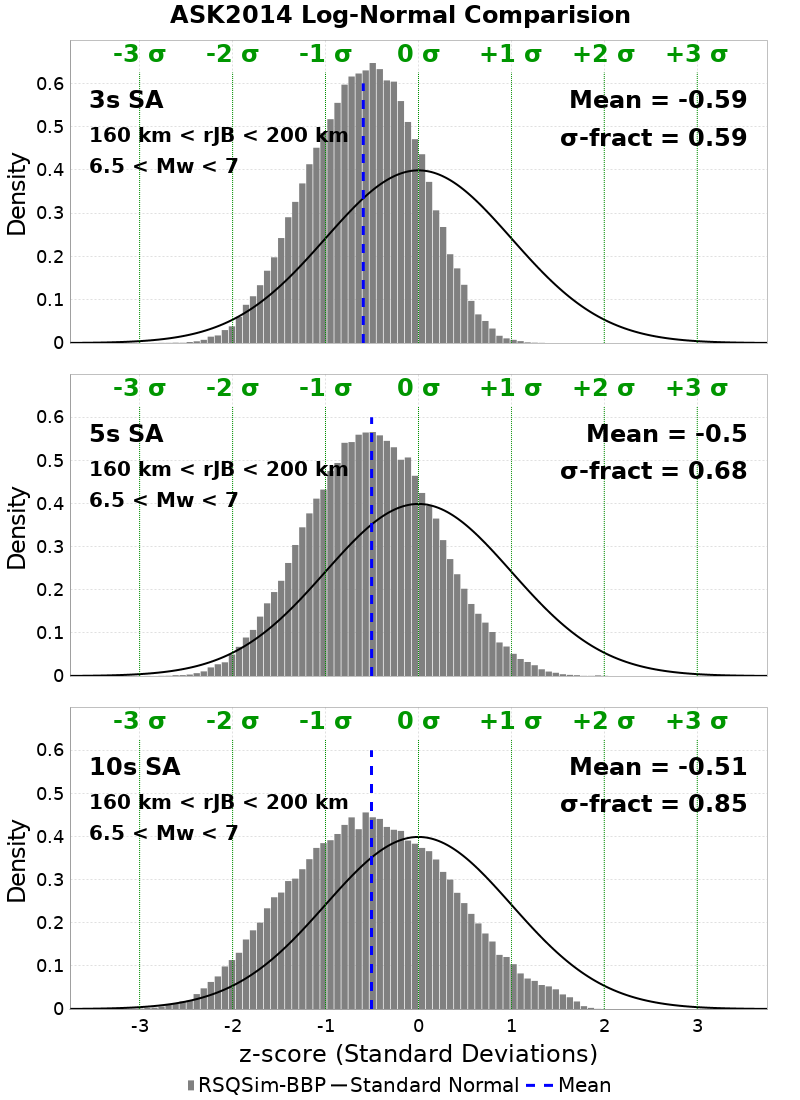 ASK2014 Log-Normal Comparision
-3 σ -2 σ -1 σ 0 σ +1 σ +2 σ +3 σ
3s SA
160 km < rJB < 200 km
6.5 < Mw < 7
Mean = -0.59
σ-fract = 0.59
0.6
0.5
0.4
0.3
0.2
0.1
0
Density
-3 σ -2 σ -1 σ 0 σ +1 σ +2 σ +3 σ
5s SA
160 km < rJB < 200 km
6.5 < Mw < 7
Mean = -0.5
σ-fract = 0.68
0.6
0.5
0.4
0.3
0.2
0.1
0
Density
-3 σ -2 σ -1 σ 0 σ +1 σ +2 σ +3 σ
10s SA
160 km < rJB < 200 km
6.5 < Mw < 7
Mean = -0.51
σ-fract = 0.85
0.6
0.5
0.4
0.3
0.2
0.1
0
Density
-3 -2 -1 0 1 2 3
z-score (Standard Deviations)
RSQSim-BBP Standard Normal Mean